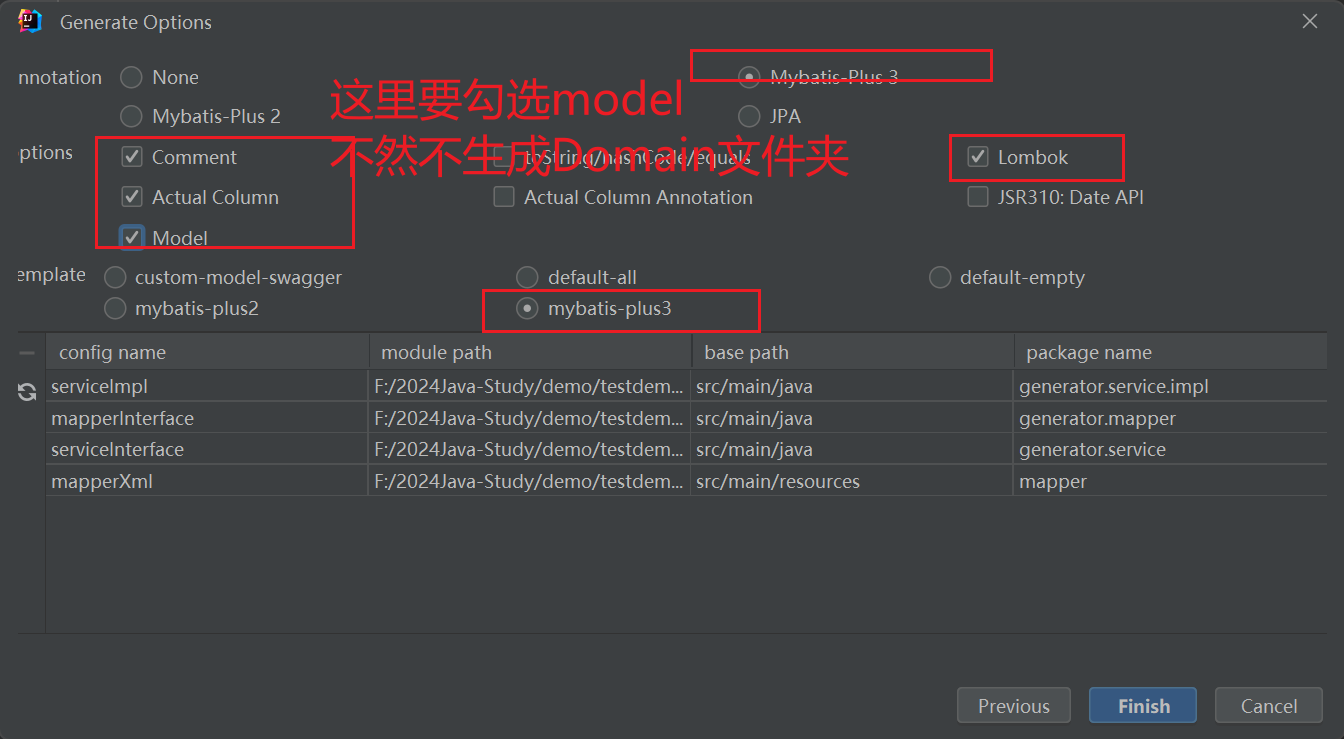 Generate Options
nnotation None Mybatis-Plus 3
Mybatis-Plus 2 JPA
这里要勾选model
不然不生成Domain文件夹
ptions Comment toString/hashCode/equals Lombok
Actual Column Actual Column Annotation JSR310: Date API
Model
emplate custom-model-swagger default-all default-empty
mybatis-plus2 mybatis-plus3
config name module path base path package name
serviceImpl F:/2024Java-Study/demo/testdem... src/main/java generator.service.impl
mapperInterface F:/2024Java-Study/demo/testdem... src/main/java generator.mapper
serviceInterface F:/2024Java-Study/demo/testdem... src/main/java generator.service
mapperXml F:/2024Java-Study/demo/testdem... src/main/resources mapper
Previous Finish Cancel